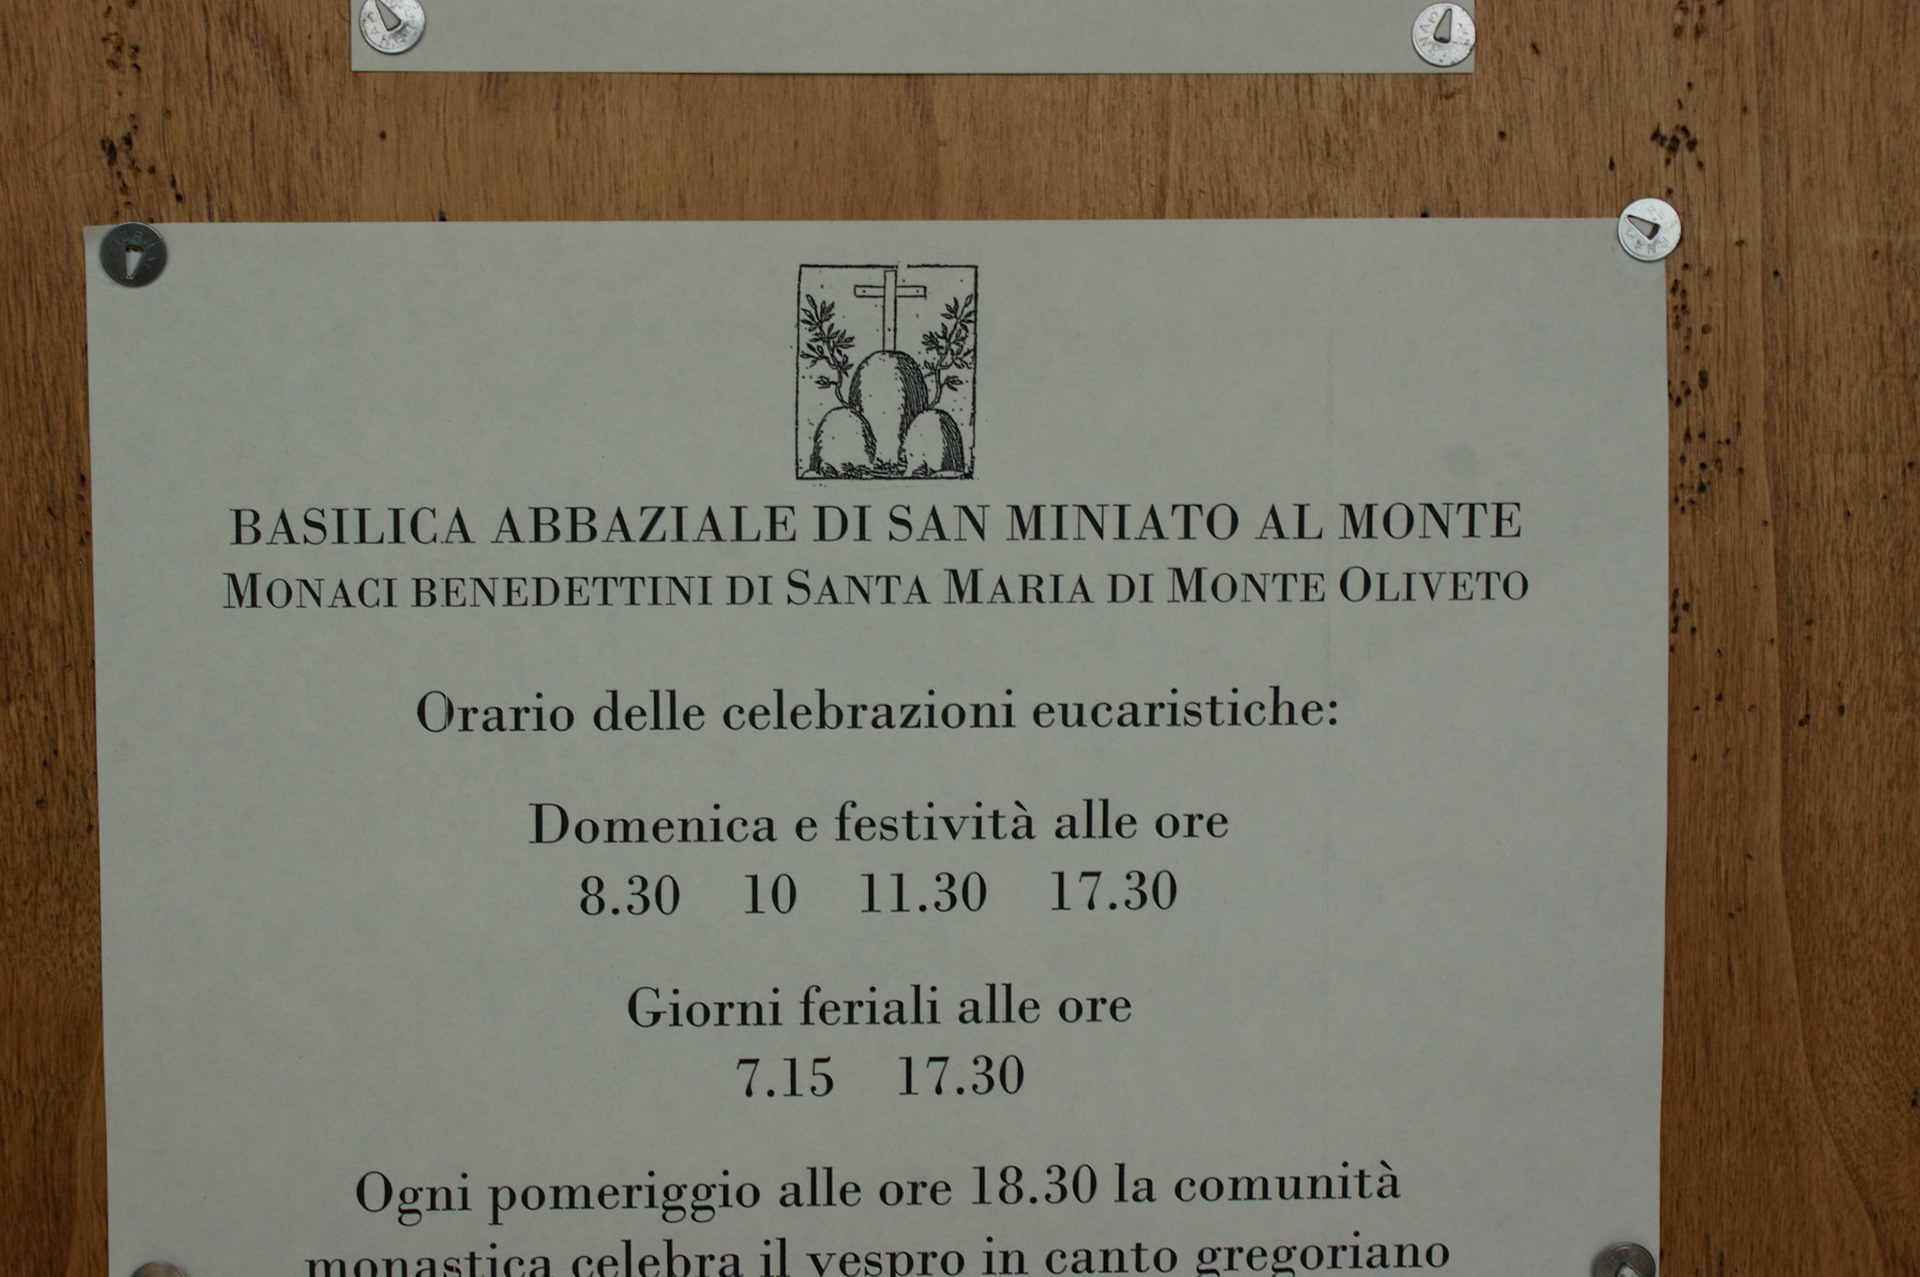 BASILICA ABBAZIALE DI SAN MINIATO AL MONTE
MONACI BENEDETTINI DI SANTA MARIA DI MONTE OLIVETO
Orario delle celebrazioni eucaristiche:
Domenica e festività alle ore
8.30 10 11.30 17.30
Giorni feriali alle ore
7.15 17.30
Ogni pomeriggio alle ore 18.30 la comunità
monastica celebra il vespro in canto gregoriano